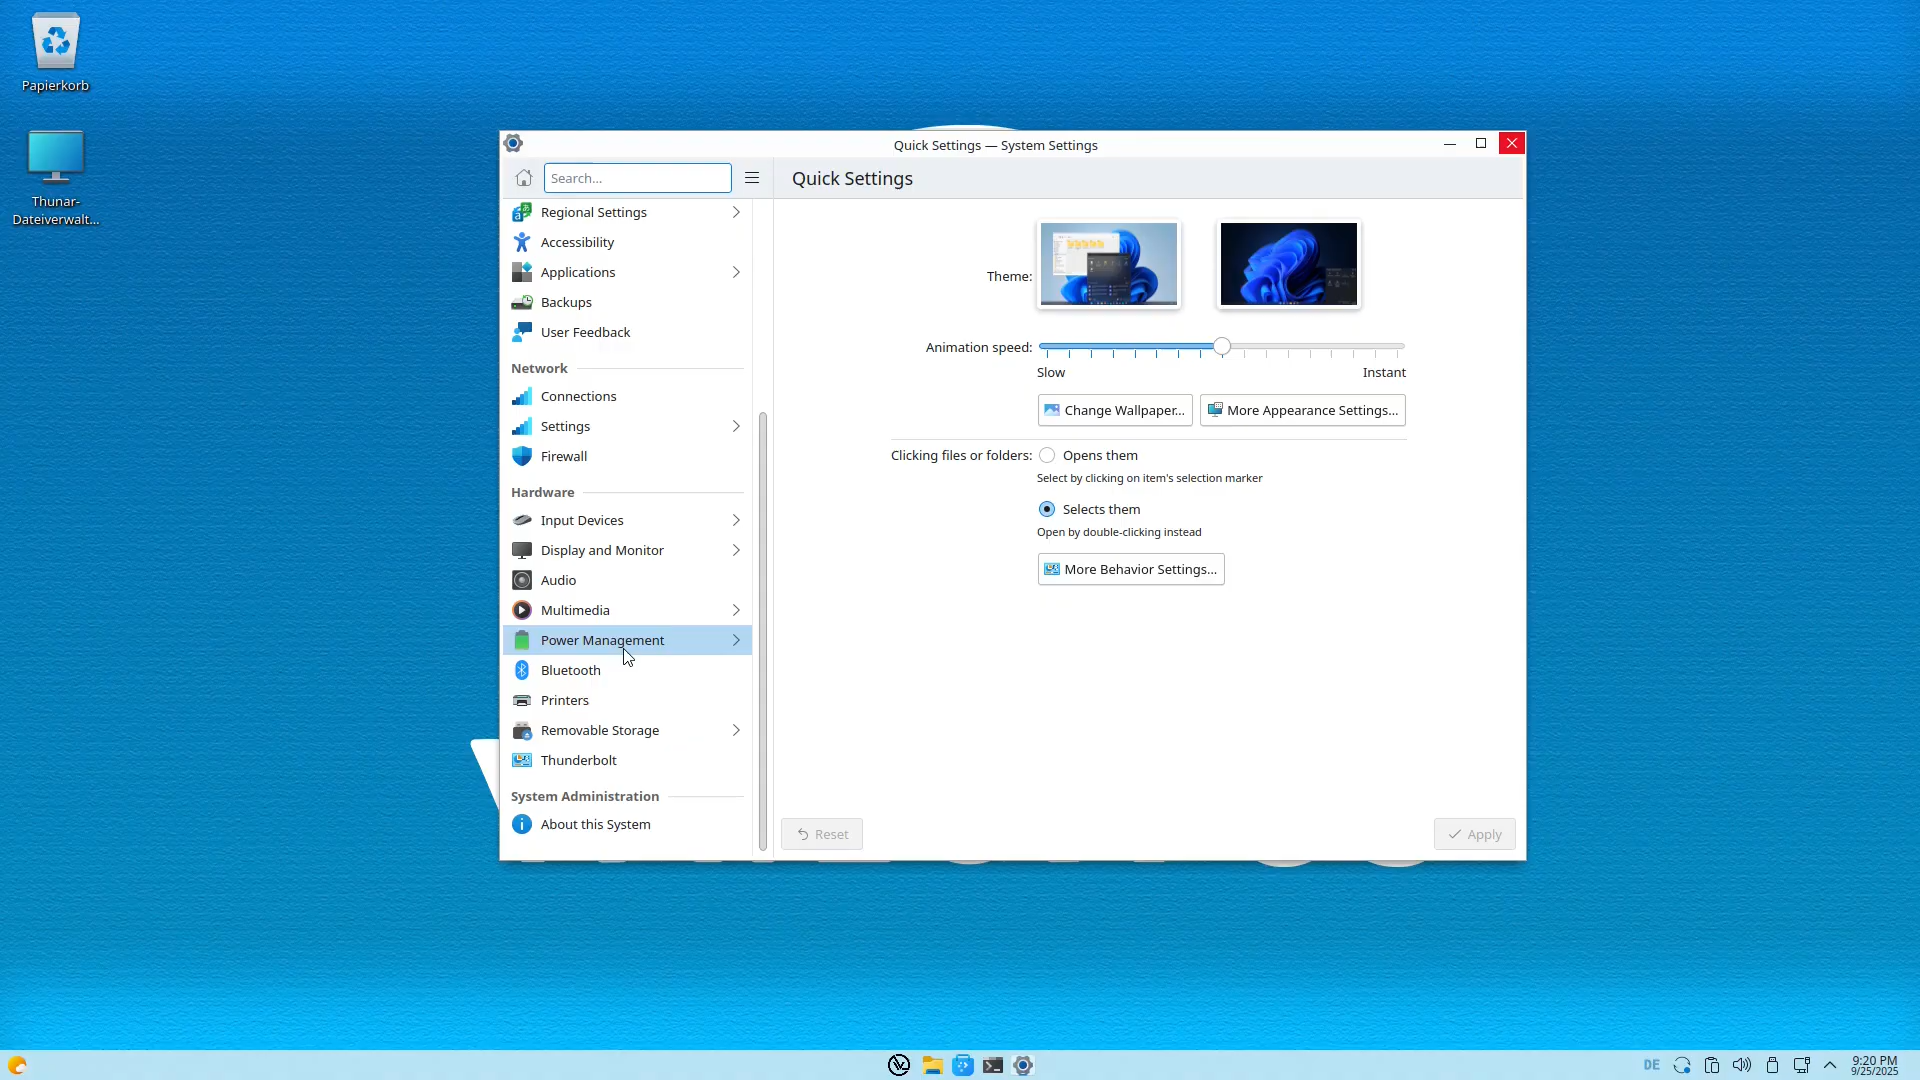 Papierkorb
Thunar-
Dateiverwalt...
Quick Settings — System Settings
Search...
Quick Settings
Regional Settings
Accessibility
Applications
Backups
User Feedback
Network
Connections
Settings
Firewall
Hardware
Input Devices
Display and Monitor
Audio
Multimedia
Power Management
Bluetooth
Printers
Removable Storage
Thunderbolt
System Administration
About this System
Theme:
Animation speed:
Slow Instant
Change Wallpaper... More Appearance Settings...
Clicking files or folders: Opens them
Select by clicking on item's selection marker
Selects them
Open by double-clicking instead
More Behavior Settings...
Reset Apply
DE
9:20 PM
9/25/2025